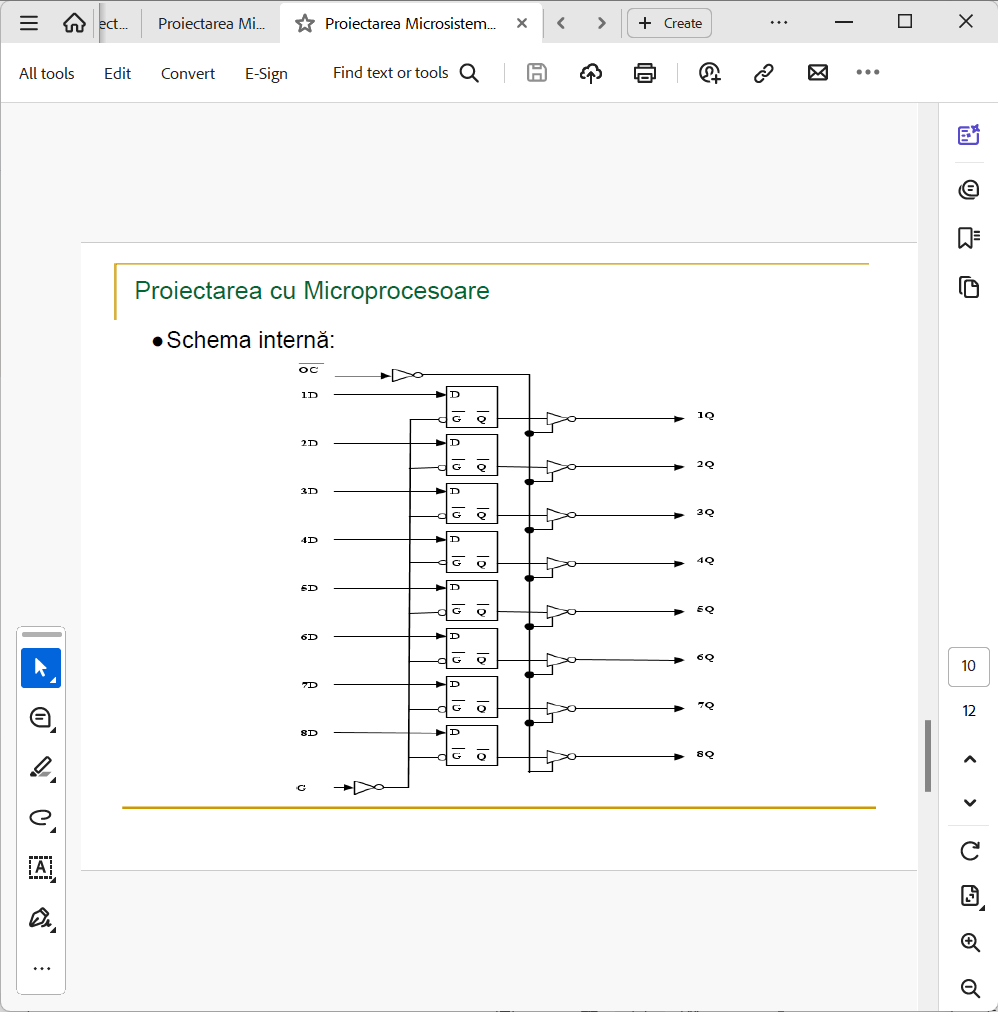 ect... Proiectarea Mi... Proiectarea Microsistem... Create
All tools Edit Convert E-Sign Find text or tools
Proiectarea cu Microprocesoare
●Schema internă:
OC
1D D
G Q 1Q
2D D
G Q 2Q
3D D
G Q 3Q
4D D
G Q 4Q
5D D
G Q 5Q
6D D
G Q 6Q
7D D
G Q 7Q
8D D
G Q 8Q
G
10
12
A